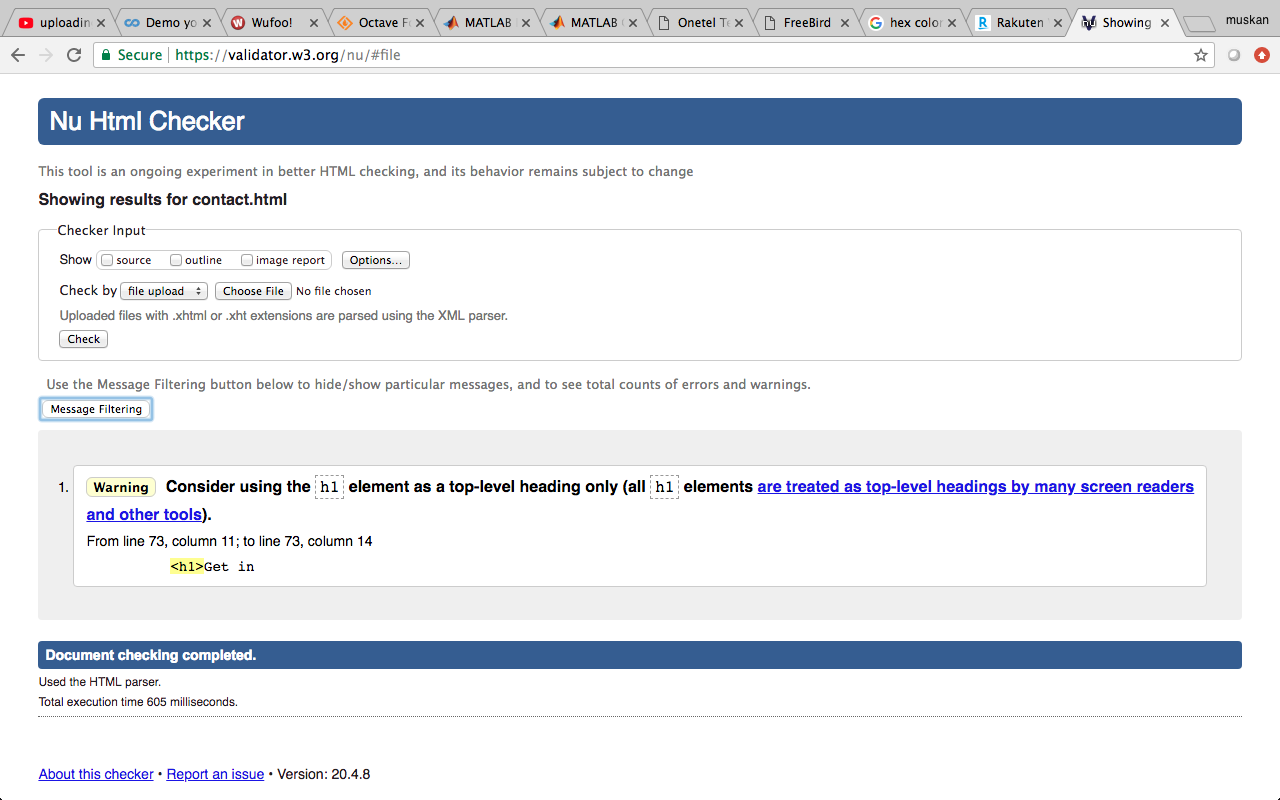 uploadin
Demo yo
Wufoo!
Octave Fo
MATLAB
MATLAB
Onetel Te
FreeBird
hex color
Rakuten
Showing
muskan
Secure
https://validator.w3.org/nu/#file
Nu Html Checker
This tool is an ongoing experiment in better HTML checking, and its behavior remains subject to change
Showing results for contact.html
Checker Input
Show source outline image report Options...
Check by file upload Choose File No file chosen
Uploaded files with .xhtml or .xht extensions are parsed using the XML parser.
Check
Use the Message Filtering button below to hide/show particular messages, and to see total counts of errors and warnings.
Message Filtering
1. Warning Consider using the h1 element as a top-level heading only (all h1 elements are treated as top-level headings by many screen readers
and other tools).
From line 73, column 11; to line 73, column 14
<h1>Get in
Document checking completed.
Used the HTML parser.
Total execution time 605 milliseconds.
About this checker • Report an issue • Version: 20.4.8